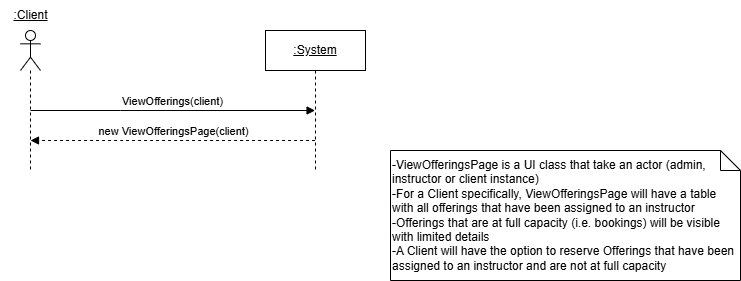 :Client
:System
ViewOfferings(client)
new ViewOfferingsPage(client)
-ViewOfferingsPage is a UI class that take an actor (admin,
instructor or client instance)
-For a Client specifically, ViewOfferingsPage will have a table
with all offerings that have been assigned to an instructor
-Offerings that are at full capacity (i.e. bookings) will be visible
with limited details
-A Client will have the option to reserve Offerings that have been
assigned to an instructor and are not at full capacity